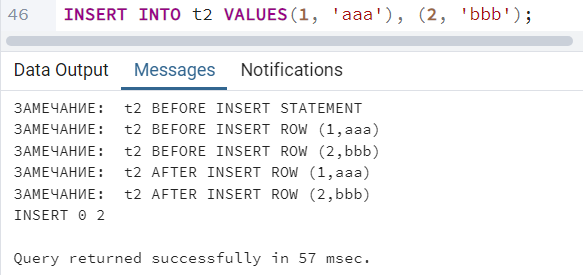 46 INSERT INTO t2 VALUES(1, 'aaa'), (2, 'bbb');
Data Output Messages Notifications
ЗАМЕЧАНИЕ: t2 BEFORE INSERT STATEMENT
ЗАМЕЧАНИЕ: t2 BEFORE INSERT ROW (1,aaa)
ЗАМЕЧАНИЕ: t2 BEFORE INSERT ROW (2,bbb)
ЗАМЕЧАНИЕ: t2 AFTER INSERT ROW (1,aaa)
ЗАМЕЧАНИЕ: t2 AFTER INSERT ROW (2,bbb)
INSERT 0 2
Query returned successfully in 57 msec.